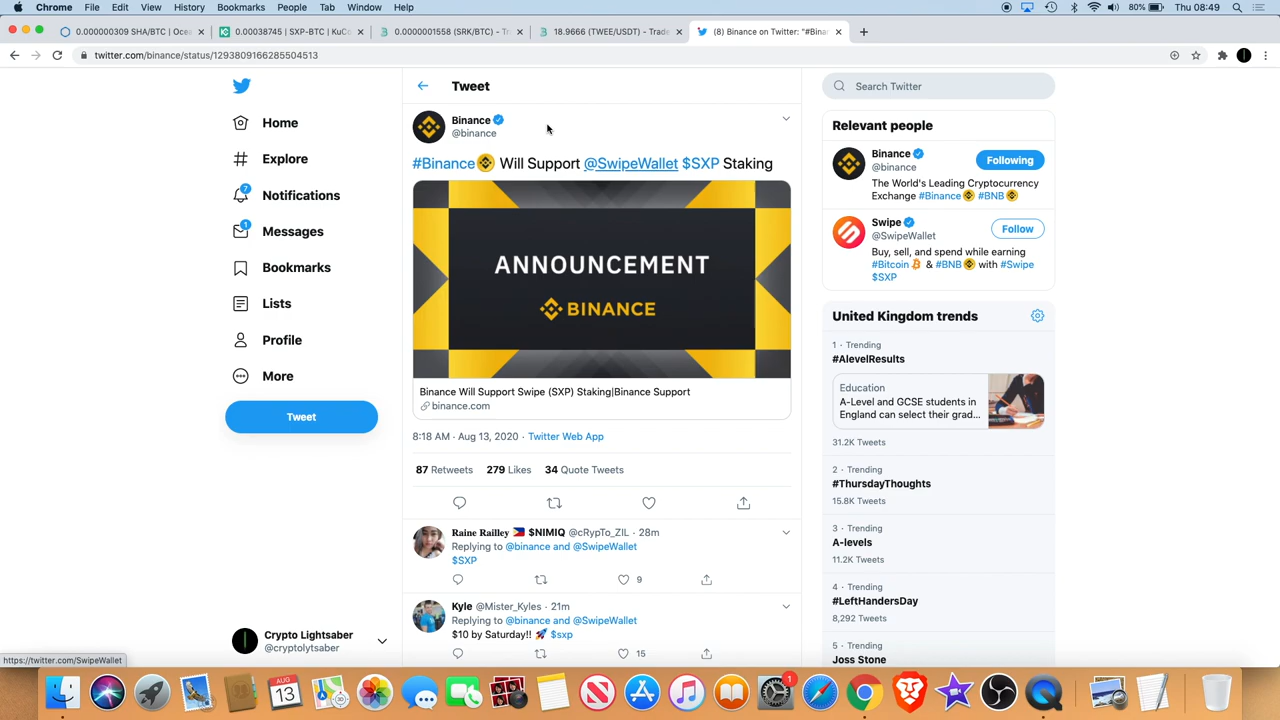 Chrome File Edit View History Bookmarks People Tab Window Help 80% Thu 08:49
0.000000309 SHA/BTC | Ocea 0.00038745 | SXP-BTC | KuCo 0.0000001558 (SRK/BTC) - Tr 18.9666 (TWEE/USDT) - Trade (8) Binance on Twitter: "#Binan
twitter.com/binance/status/1293809166285504513
Home
Explore
7
Notifications
1
Messages
Bookmarks
Lists
Profile
More
Tweet
Crypto Lightsaber
@cryptolytsaber
https://twitter.com/SwipeWallet
Tweet
Binance
@binance
#Binance Will Support @SwipeWallet $SXP Staking
ANNOUNCEMENT
BINANCE
Binance Will Support Swipe (SXP) Staking|Binance Support
binance.com
8:18 AM · Aug 13, 2020 · Twitter Web App
87 Retweets 279 Likes 34 Quote Tweets
Raine Railley 🇵🇭 $NIMIQ @cRypTo_ZIL · 28m
Replying to @binance and @SwipeWallet
$SXP
9
Kyle @Mister_Kyles · 21m
Replying to @binance and @SwipeWallet
$10 by Saturday!! 🚀 $sxp
15
Search Twitter
Relevant people
Binance
@binance
Following
The World's Leading Cryptocurrency
Exchange #Binance #BNB
Swipe
@SwipeWallet
Follow
Buy, sell, and spend while earning
#Bitcoin & #BNB with #Swipe
$SXP
United Kingdom trends
1 · Trending
#AlevelResults
Education
A-Level and GCSE students in
England can select their grad...
31.2K Tweets
2 · Trending
#ThursdayThoughts
15.8K Tweets
3 · Trending
A-levels
11.2K Tweets
4 · Trending
#LeftHandersDay
8,292 Tweets
5 · Trending
Joss Stone
AUG
13
1